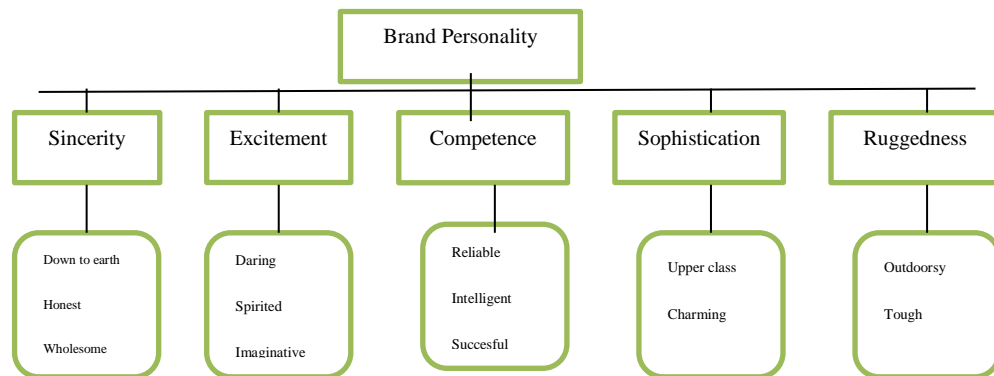 Brand Personality
Sincerity
Excitement
Competence
Sophistication
Ruggedness
Down to earth
Honest
Wholesome
Daring
Spirited
Imaginative
Reliable
Intelligent
Succesful
Upper class
Charming
Outdoorsy
Tough